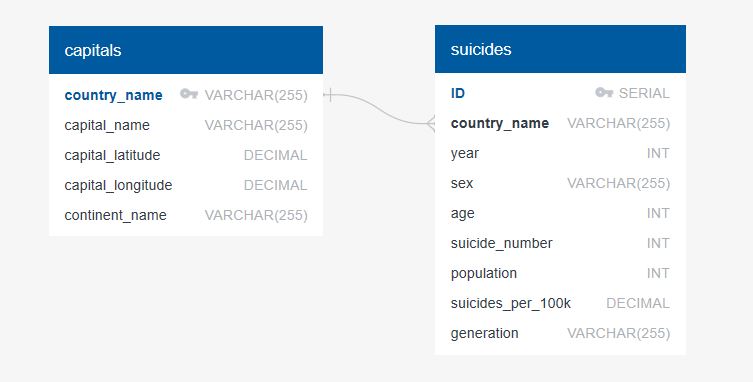 capitals
country_name VARCHAR(255)
capital_name VARCHAR(255)
capital_latitude DECIMAL
capital_longitude DECIMAL
continent_name VARCHAR(255)
suicides
ID SERIAL
country_name VARCHAR(255)
year INT
sex VARCHAR(255)
age INT
suicide_number INT
population INT
suicides_per_100k DECIMAL
generation VARCHAR(255)